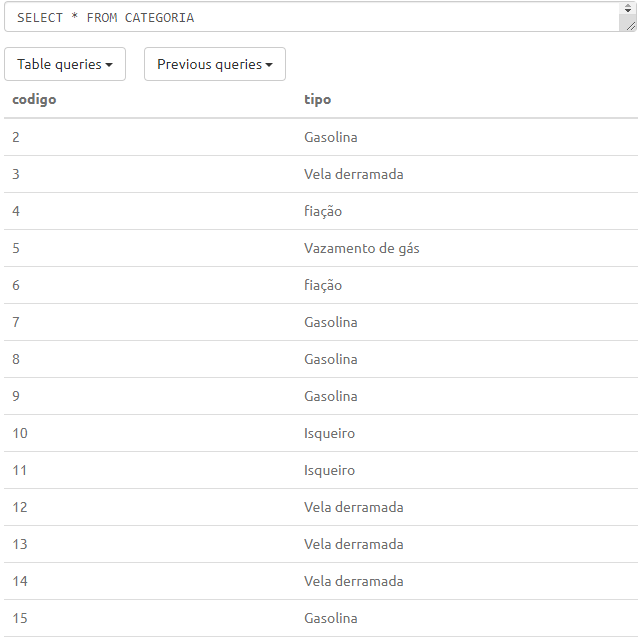 SELECT * FROM CATEGORIA
Table queries Previous queries
codigo tipo
2 Gasolina
3 Vela derramada
4 fiação
5 Vazamento de gás
6 fiação
7 Gasolina
8 Gasolina
9 Gasolina
10 Isqueiro
11 Isqueiro
12 Vela derramada
13 Vela derramada
14 Vela derramada
15 Gasolina